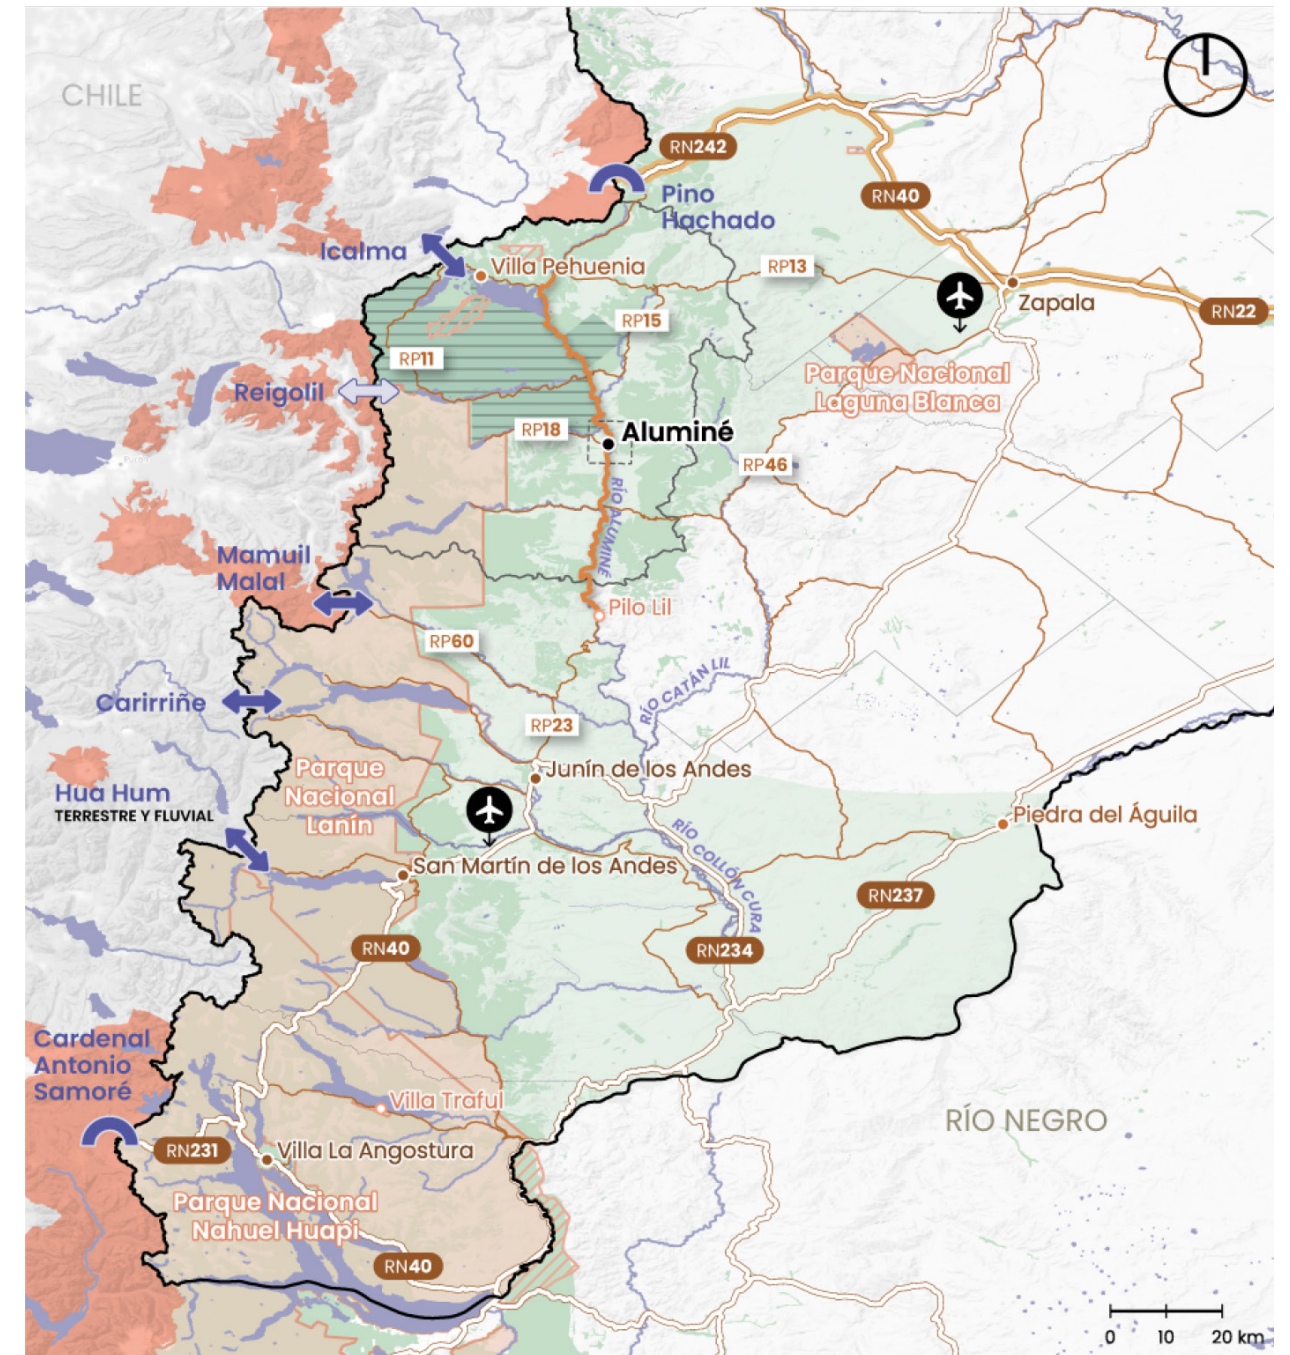 CHILE
RN242
Pino
Hachado
RN40
Icalma
Villa Pehuenia
RP13
Zapala
RN22
RP15
RP11
Parque Nacional
Laguna Blanca
Reigolil
RP18
Aluminé
RP46
RÍO ALUMINÉ
Mamuil
Malal
Pilo Lil
RP60
RÍO CATÁN LIL
Carirriñe
RP23
Parque
Nacional
Lanín
Junín de los Andes
Hua Hum
TERRESTRE Y FLUVIAL
Piedra del Águila
RÍO COLLÓN CURA
San Martín de los Andes
RN237
RN40
RN234
Cardenal
Antonio
Samoré
Villa Traful
RÍO NEGRO
RN231
Villa La Angostura
Parque Nacional
Nahuel Huapi
RN40
0 10 20 km